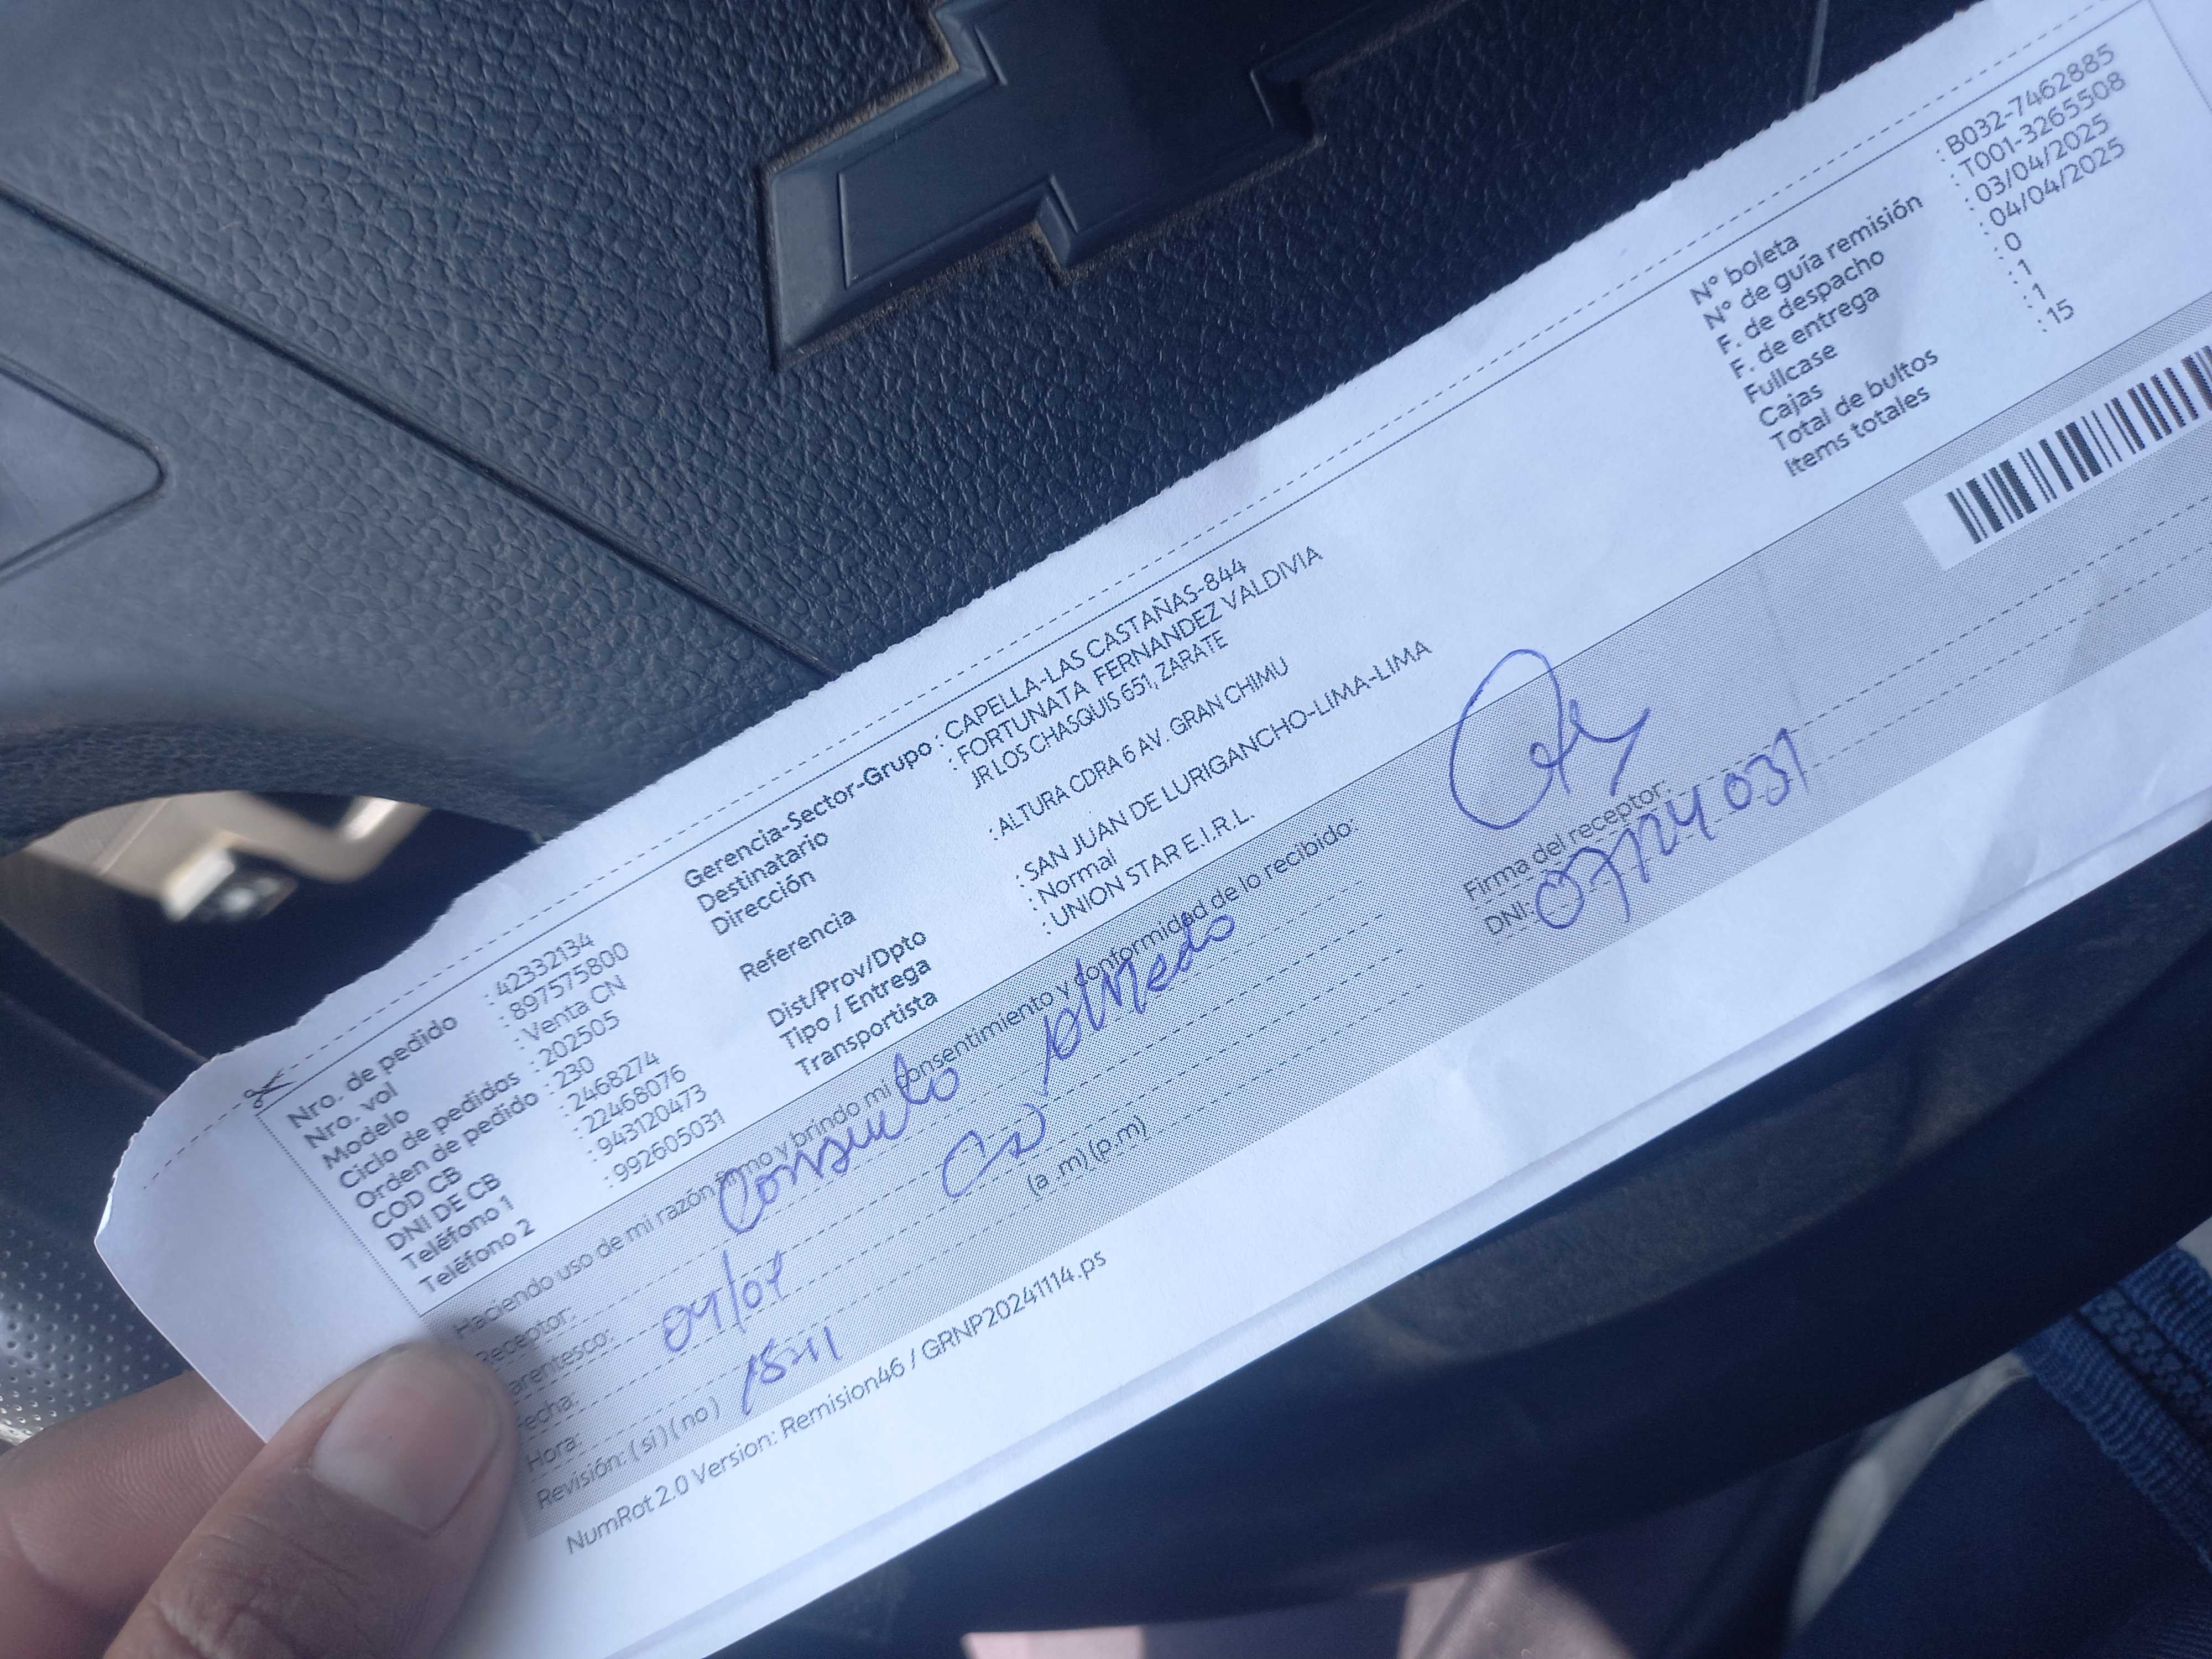 Nro. de pedido : 42332134
Nro. vol : 897575800
Modelo : Venta CN
Ciclo de pedidos : 202505
Orden de pedido : 230
COD CB : 2468274
DNI DE CB : 22468076
Teléfono 1 : 943120473
Teléfono 2 : 992605031
Gerencia-Sector-Grupo : CAPELLA-LAS CASTAÑAS-844
Destinatario : FORTUNATA FERNANDEZ VALDIVIA
Dirección JR LOS CHASQUIS 651, ZARATE
Referencia : ALTURA CDRA 6 AV. GRAN CHIMU
Dist/Prov/Dpto : SAN JUAN DE LURIGANCHO-LIMA-LIMA
Tipo / Entrega : Normal
Transportista : UNION STAR E.I.R.L.
N° boleta : B032-7462885
N° de guía remisión : T001-3265508
F. de despacho : 03/04/2025
F. de entrega : 04/04/2025
Fullcase : 0
Cajas : 1
Total de bultos : 1
Items totales : 15
Haciendo uso de mi razón firmo y brindo mi consentimiento y conformidad de lo recibido:
Receptor: Consuelo
arentesco:
Fecha: 04/04
Hora: 15:11 (a.m) (p.m)
Revisión: (si) (no)
Firma del receptor:
DNI: 07124031
NumRot 2.0 Version: Remision46 / GRNP20241114.ps